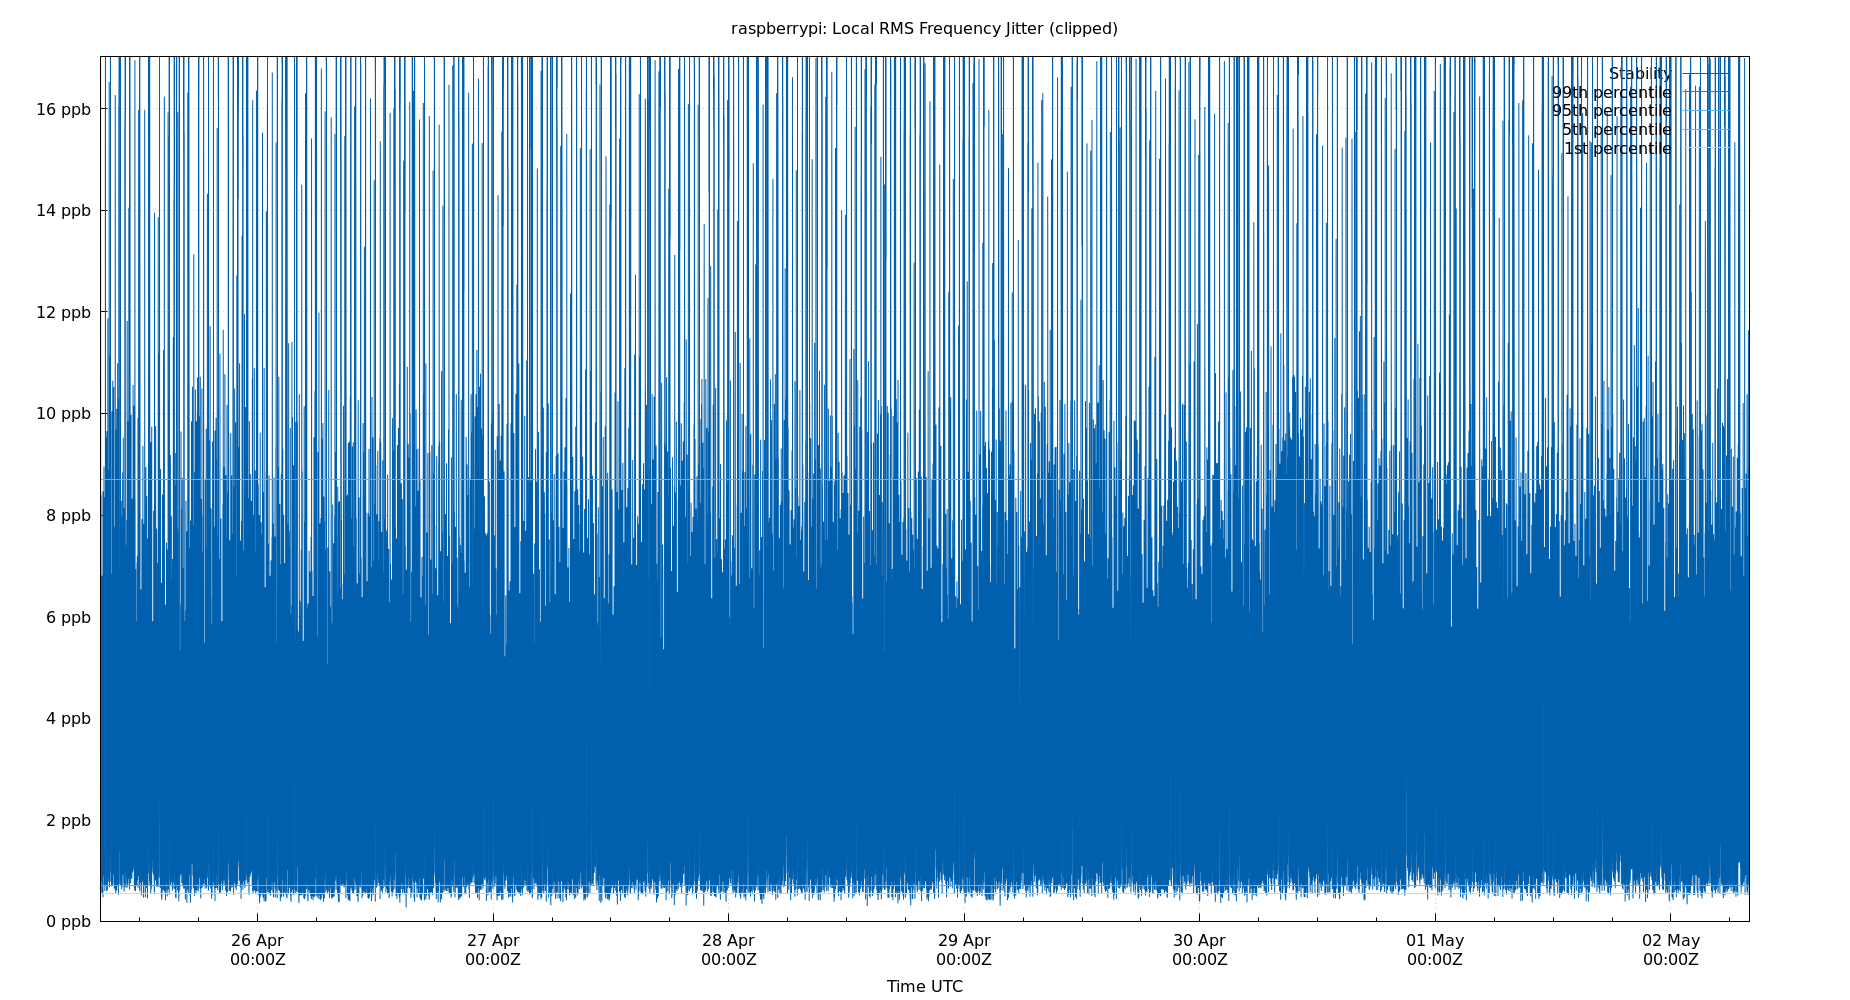 raspberrypi: Local RMS Frequency Jitter (clipped)
Stability
99th percentile
95th percentile
5th percentile
1st percentile
16 ppb
14 ppb
12 ppb
10 ppb
8 ppb
6 ppb
4 ppb
2 ppb
0 ppb
26 Apr 27 Apr 28 Apr 29 Apr 30 Apr 01 May 02 May
00:00Z 00:00Z 00:00Z 00:00Z 00:00Z 00:00Z 00:00Z
Time UTC